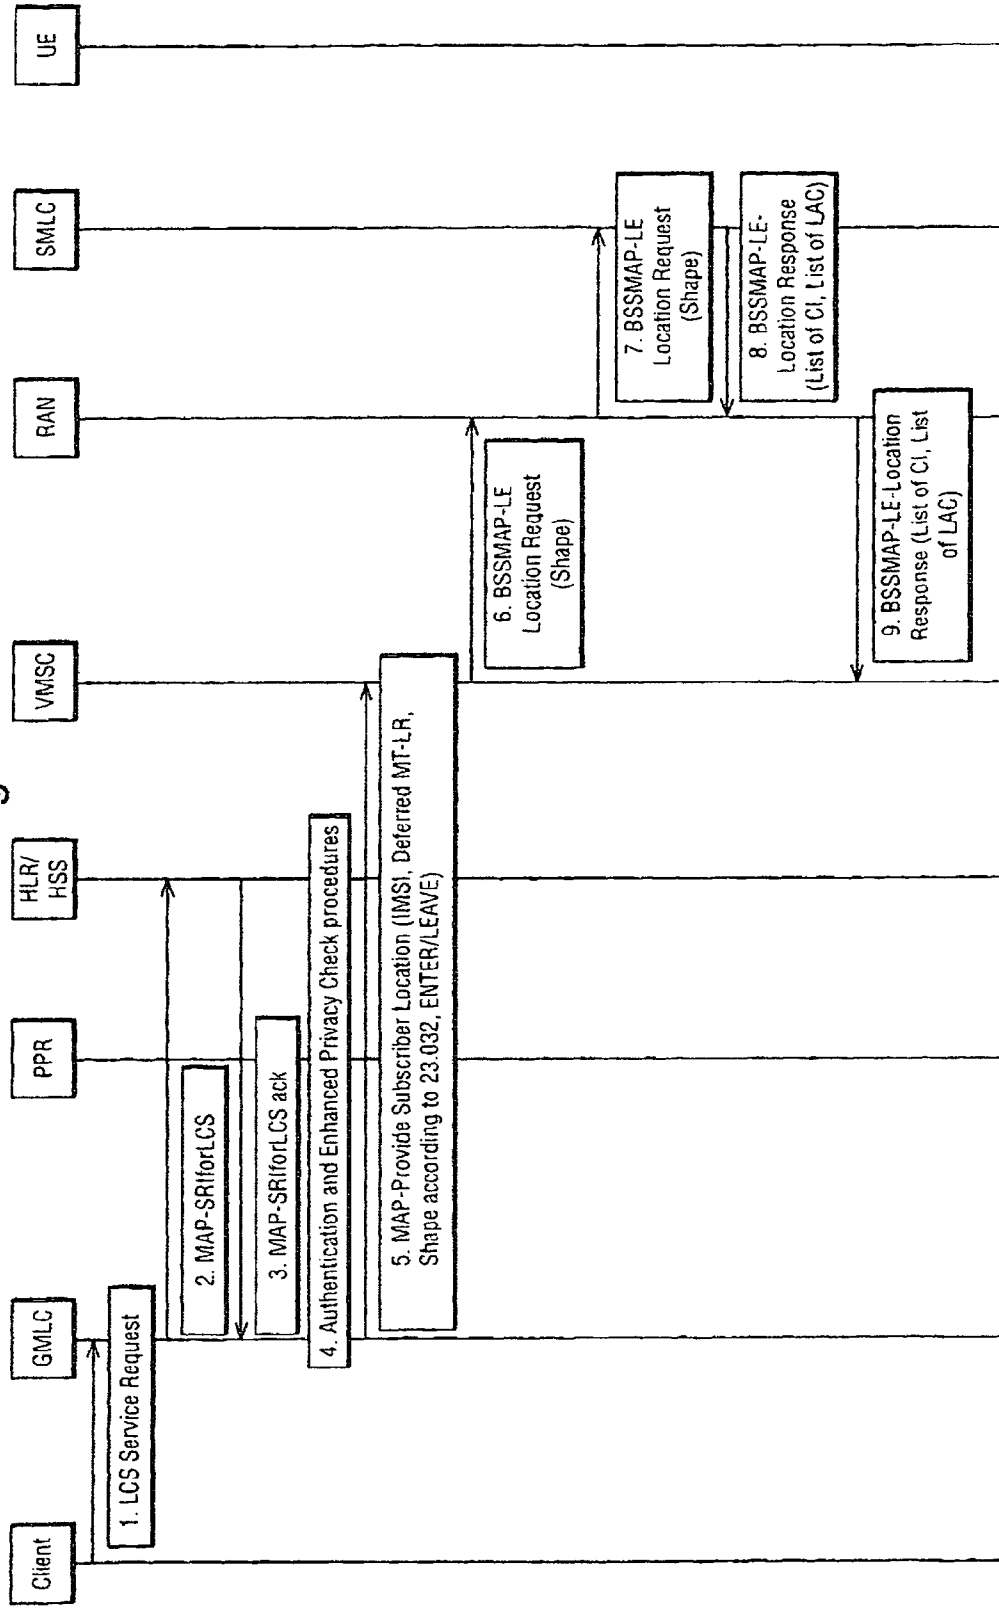 Client
GMLC
PPR
HLR/
HSS
VMSC
RAN
SMLC
UE
1. LCS Service Request
2. MAP-SRIforLCS
3. MAP-SRIforLCS ack
4. Authentication and Enhanced Privacy Check procedures
5. MAP-Provide Subscriber Location (IMSI, Deferred MT-LR,
Shape according to 23.032, ENTER/LEAVE)
6. BSSMAP-LE
Location Request
(Shape)
7. BSSMAP-LE
Location Request
(Shape)
8. BSSMAP-LE-
Location Response
(List of CI, List of LAC)
9. BSSMAP-LE-Location
Response (List of CI, List
of LAC)